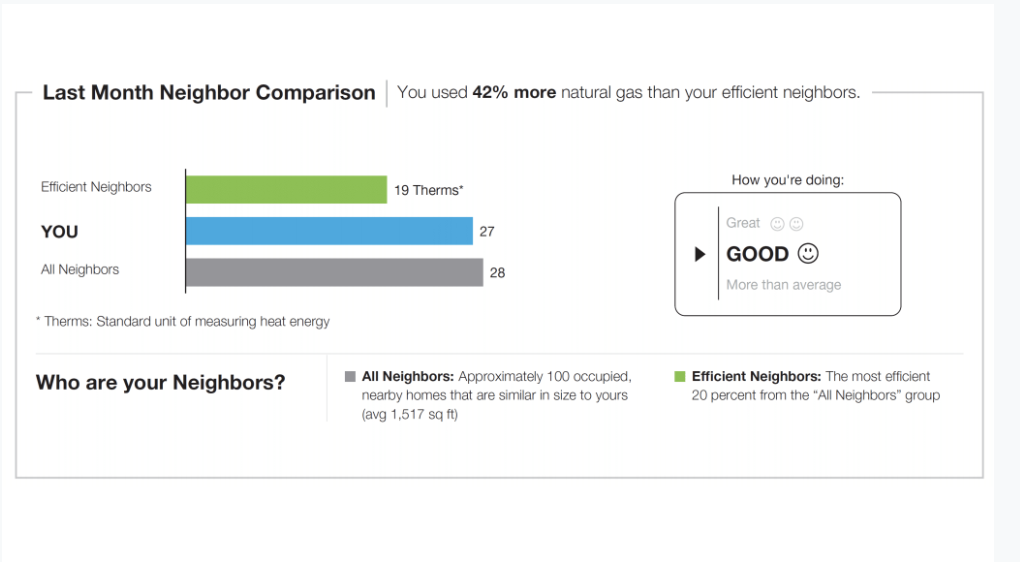 Last Month Neighbor Comparison
You used 42% more natural gas than your efficient neighbors.
Efficient Neighbors
19 Therms*
YOU
27
All Neighbors
28
* Therms: Standard unit of measuring heat energy
How you're doing:
Great
GOOD
More than average
Who are your Neighbors?
All Neighbors: Approximately 100 occupied,
nearby homes that are similar in size to yours
(avg 1,517 sq ft)
Efficient Neighbors: The most efficient
20 percent from the “All Neighbors” group